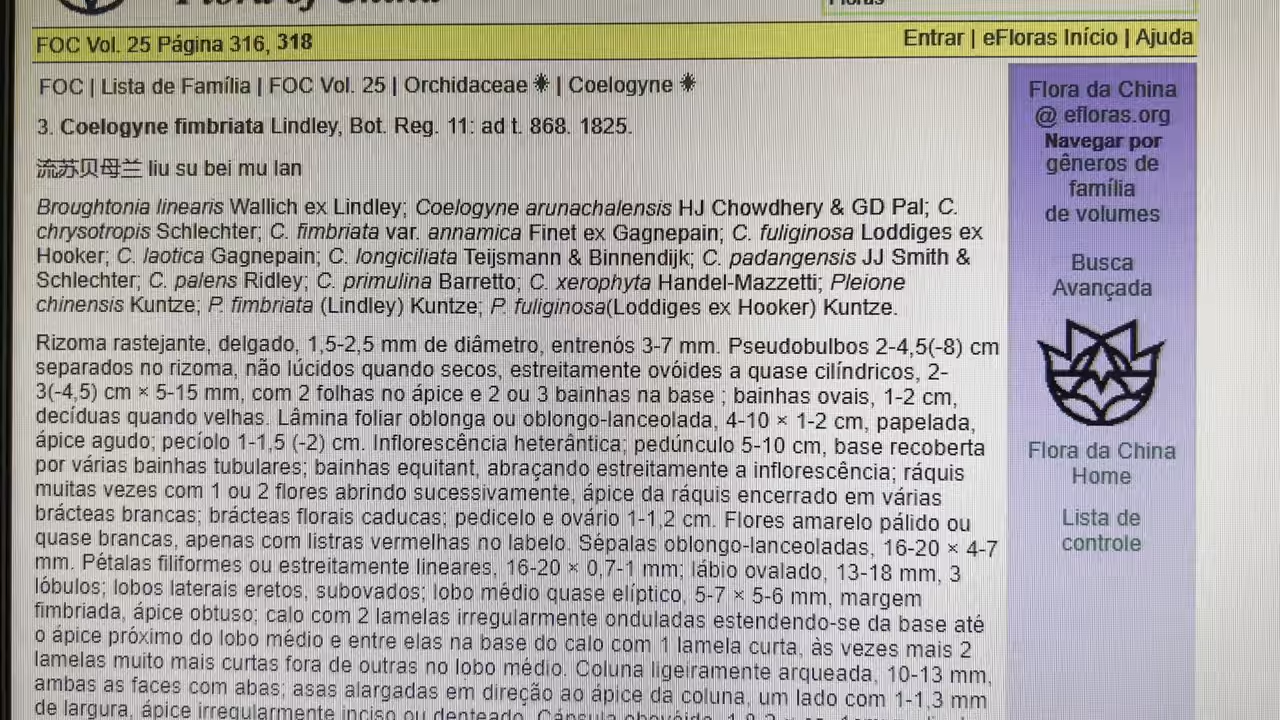 Flora of China
Floras
FOC Vol. 25 Página 316, 318
Entrar | eFloras Início | Ajuda
FOC | Lista de Família | FOC Vol. 25 | Orchidaceae | Coelogyne
3. Coelogyne fimbriata Lindley, Bot. Reg. 11: ad t. 868. 1825.
流苏贝母兰 liu su bei mu lan
Broughtonia linearis Wallich ex Lindley; Coelogyne arunachalensis HJ Chowdhery & GD Pal; C.
chrysotropis Schlechter; C. fimbriata var. annamica Finet ex Gagnepain; C. fuliginosa Loddiges ex
Hooker; C. laotica Gagnepain; C. longiciliata Teijsmann & Binnendijk; C. padangensis JJ Smith &
Schlechter; C. palens Ridley; C. primulina Barretto; C. xerophyta Handel-Mazzetti; Pleione
chinensis Kuntze; P. fimbriata (Lindley) Kuntze; P. fuliginosa(Loddiges ex Hooker) Kuntze.
Rizoma rastejante, delgado, 1,5-2,5 mm de diâmetro, entrenós 3-7 mm. Pseudobulbos 2-4,5(-8) cm
separados no rizoma, não lúcidos quando secos, estreitamente ovóides a quase cilíndricos, 2-
3(-4,5) cm × 5-15 mm, com 2 folhas no ápice e 2 ou 3 bainhas na base ; bainhas ovais, 1-2 cm,
decíduas quando velhas. Lâmina foliar oblonga ou oblongo-lanceolada, 4-10 × 1-2 cm, papelada,
ápice agudo; pecíolo 1-1,5 (-2) cm. Inflorescência heterântica; pedúnculo 5-10 cm, base recoberta
por várias bainhas tubulares; bainhas equitant, abraçando estreitamente a inflorescência; ráquis
muitas vezes com 1 ou 2 flores abrindo sucessivamente, ápice da ráquis encerrado em várias
brácteas brancas; brácteas florais caducas; pedicelo e ovário 1-1,2 cm. Flores amarelo pálido ou
quase brancas, apenas com listras vermelhas no labelo. Sépalas oblongo-lanceoladas, 16-20 × 4-7
mm. Pétalas filiformes ou estreitamente lineares, 16-20 × 0,7-1 mm; lábio ovalado, 13-18 mm, 3
lóbulos; lobos laterais eretos, subovados; lobo médio quase elíptico, 5-7 × 5-6 mm, margem
fimbriada, ápice obtuso; calo com 2 lamelas irregularmente onduladas estendendo-se da base até
o ápice próximo do lobo médio e entre elas na base do calo com 1 lamela curta, às vezes mais 2
lamelas muito mais curtas fora de outras no lobo médio. Coluna ligeiramente arqueada, 10-13 mm,
ambas as faces com abas; asas alargadas em direção ao ápice da coluna, um lado com 1-1,3 mm
de largura, ápice irregularmente inciso ou denteado. Cápsula obovóide,
Flora da China
@ efloras.org
Navegar por
gêneros de
família
de volumes
Busca
Avançada
Flora da China
Home
Lista de
controle